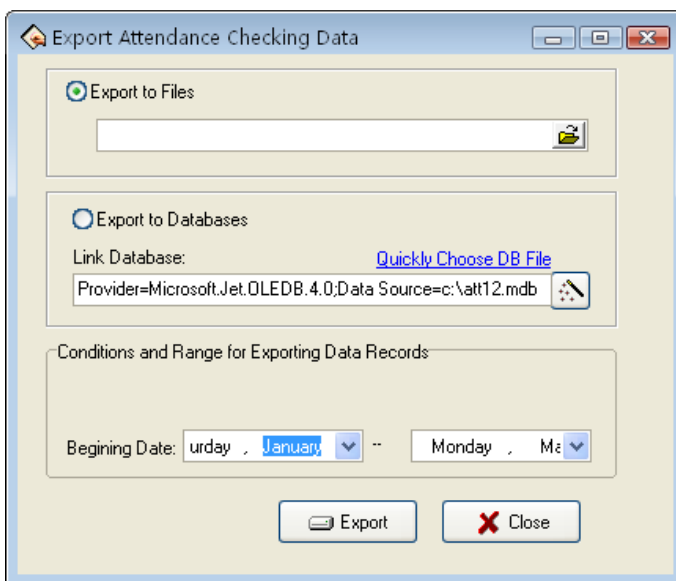 Export Attendance Checking Data
Export to Files
Export to Databases
Link Database: Quickly Choose DB File
Provider=Microsoft.Jet.OLEDB.4.0;Data Source=c:\att12.mdb
Conditions and Range for Exporting Data Records
Begining Date: urday , January -- Monday , Ma
Export Close